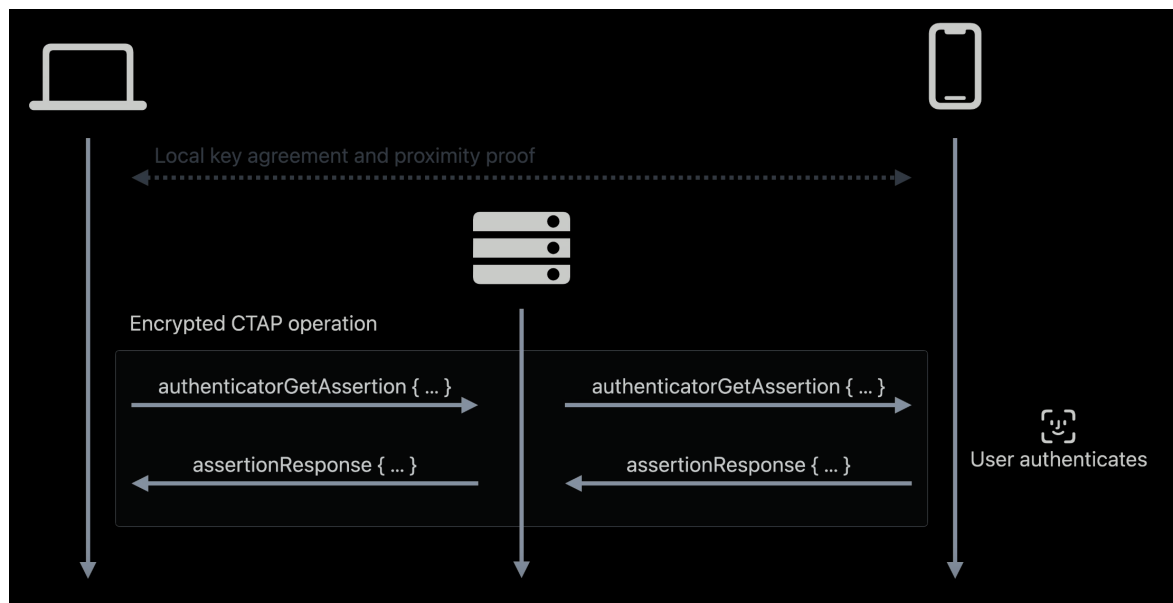 Local key agreement and proximity proof
Encrypted CTAP operation
authenticatorGetAssertion { ... }
authenticatorGetAssertion { ... }
assertionResponse { ... }
assertionResponse { ... }
User authenticates